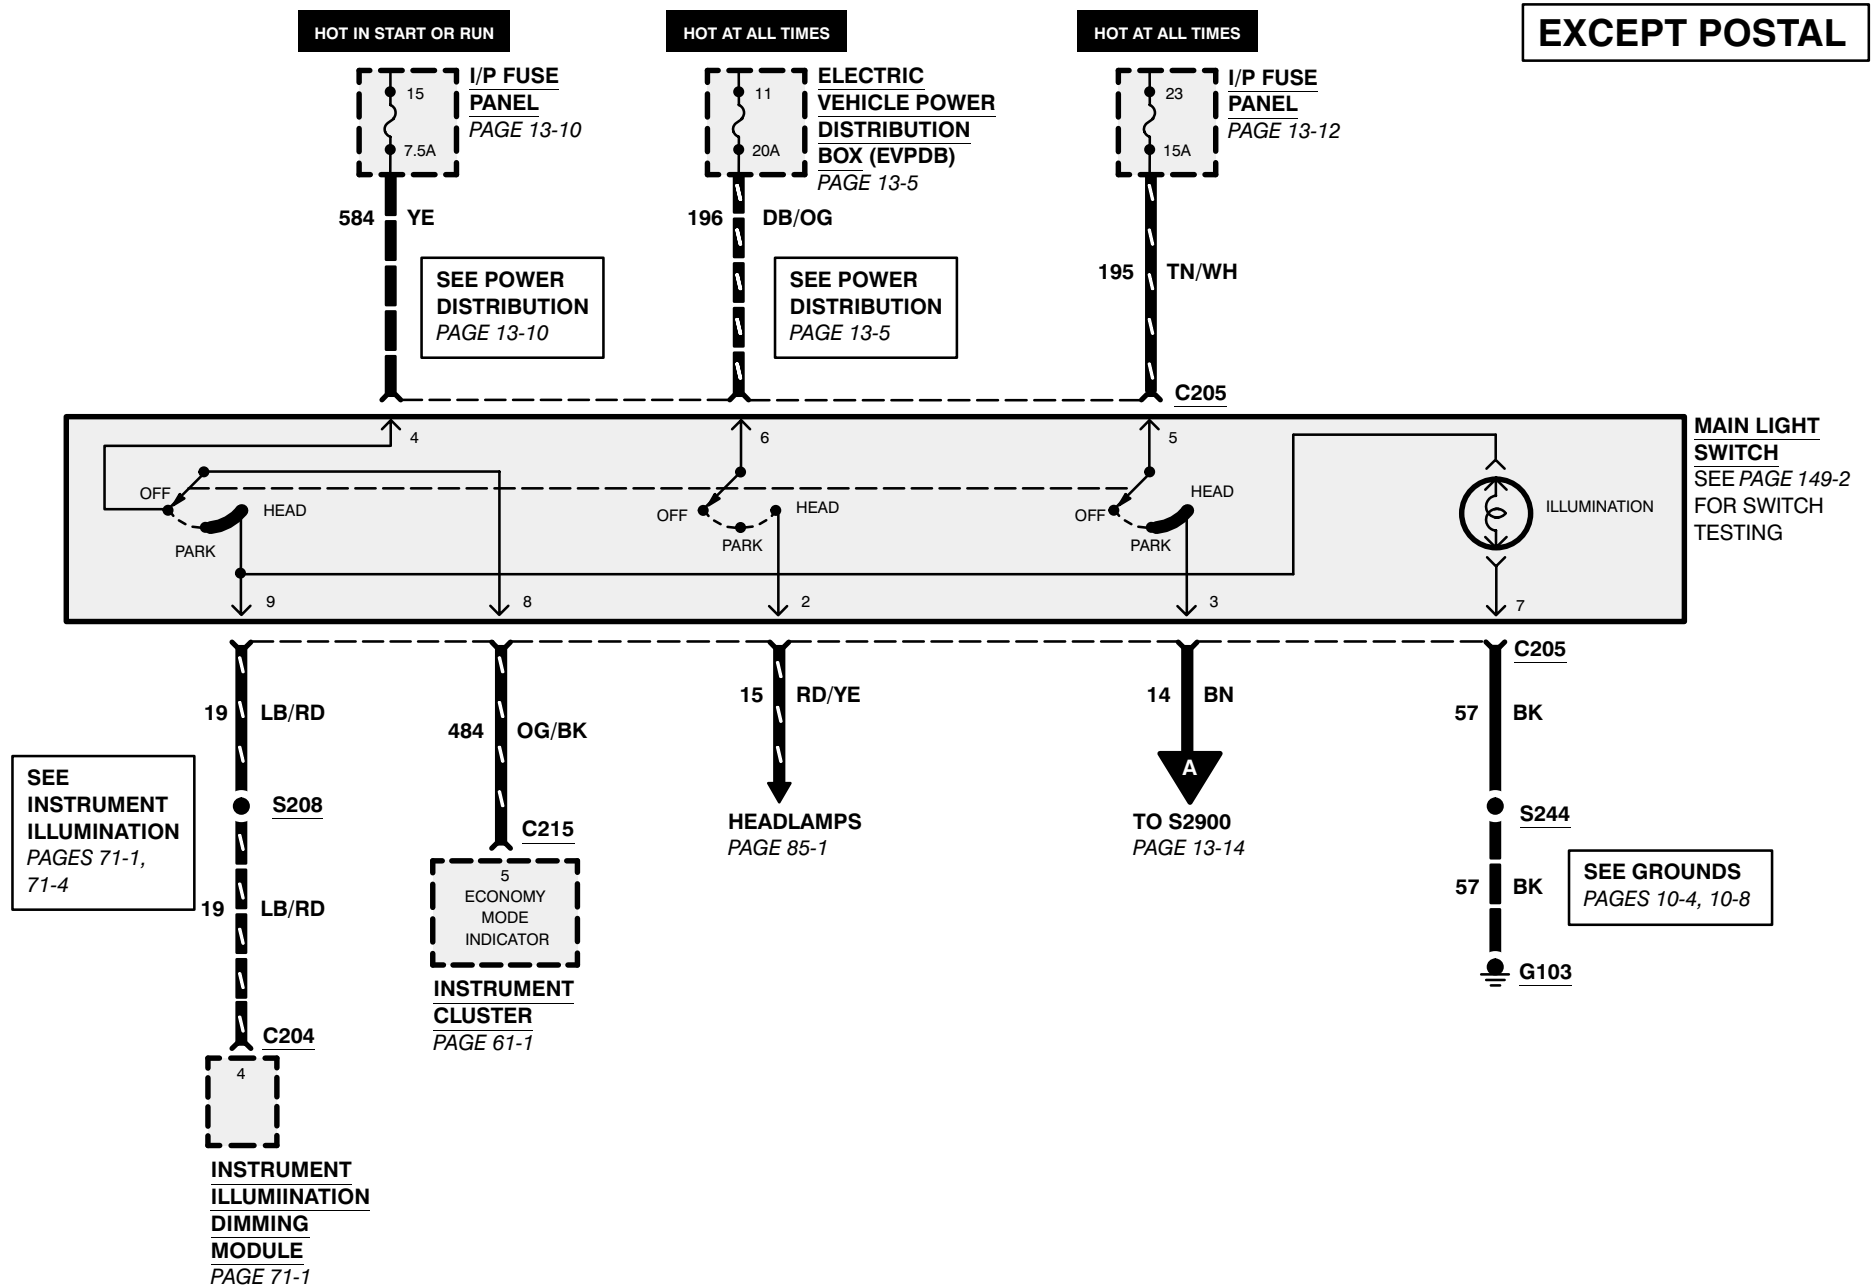 HOT IN START OR RUN
HOT AT ALL TIMES
HOT AT ALL TIMES
EXCEPT POSTAL
15
7.5A
I/P FUSE
PANEL
PAGE 13-10
11
20A
ELECTRIC
VEHICLE POWER
DISTRIBUTION
BOX (EVPDB)
PAGE 13-5
23
15A
I/P FUSE
PANEL
PAGE 13-12
584 YE
196 DB/OG
195 TN/WH
SEE POWER
DISTRIBUTION
PAGE 13-10
SEE POWER
DISTRIBUTION
PAGE 13-5
C205
4
6
5
OFF
HEAD
PARK
OFF
HEAD
PARK
OFF
HEAD
PARK
ILLUMINATION
MAIN LIGHT
SWITCH
SEE PAGE 149-2
FOR SWITCH
TESTING
9
8
2
3
7
C205
19 LB/RD
484 OG/BK
15 RD/YE
14 BN
57 BK
SEE
INSTRUMENT
ILLUMINATION
PAGES 71-1,
71-4
S208
19 LB/RD
C204
4
INSTRUMENT
ILLUMIINATION
DIMMING
MODULE
PAGE 71-1
C215
5
ECONOMY
MODE
INDICATOR
INSTRUMENT
CLUSTER
PAGE 61-1
HEADLAMPS
PAGE 85-1
A
TO S2900
PAGE 13-14
S244
57 BK
SEE GROUNDS
PAGES 10-4, 10-8
G103